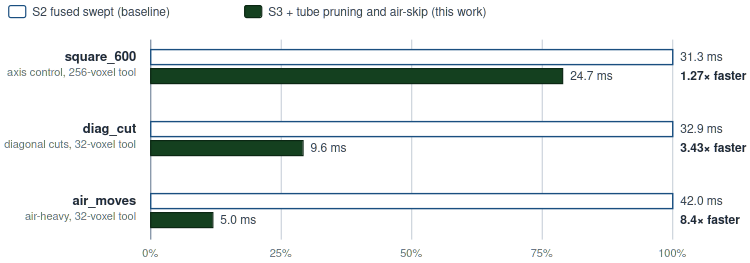 S2 fused swept (baseline)
S3 + tube pruning and air-skip (this work)
square_600
axis control, 256-voxel tool
31.3 ms
24.7 ms
1.27× faster
diag_cut
diagonal cuts, 32-voxel tool
32.9 ms
9.6 ms
3.43× faster
air_moves
air-heavy, 32-voxel tool
42.0 ms
5.0 ms
8.4× faster
0%
25%
50%
75%
100%